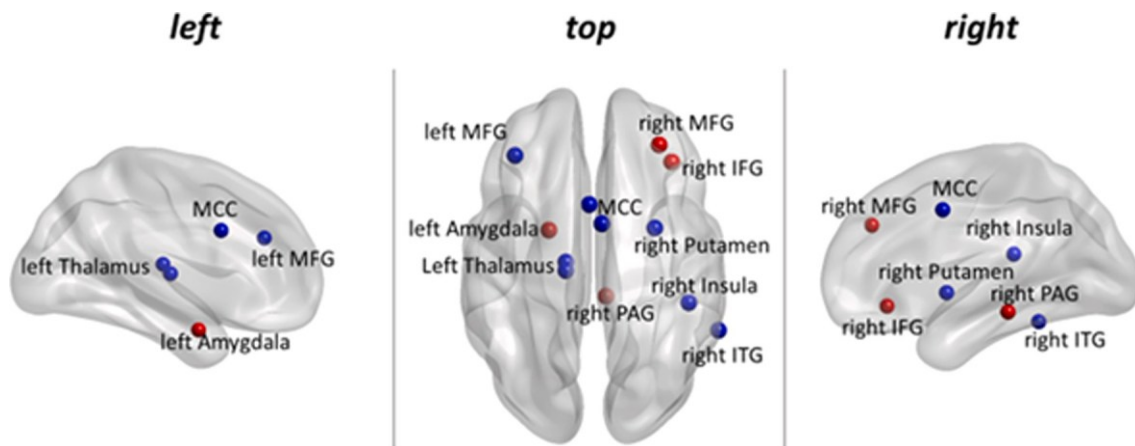 left
top
right
MCC
left MFG
left Thalamus
left Amygdala
left MFG
right MFG
right IFG
MCC
left Amygdala
right Putamen
Left Thalamus
right Insula
right PAG
right ITG
MCC
right MFG
right Insula
right Putamen
right PAG
right IFG
right ITG